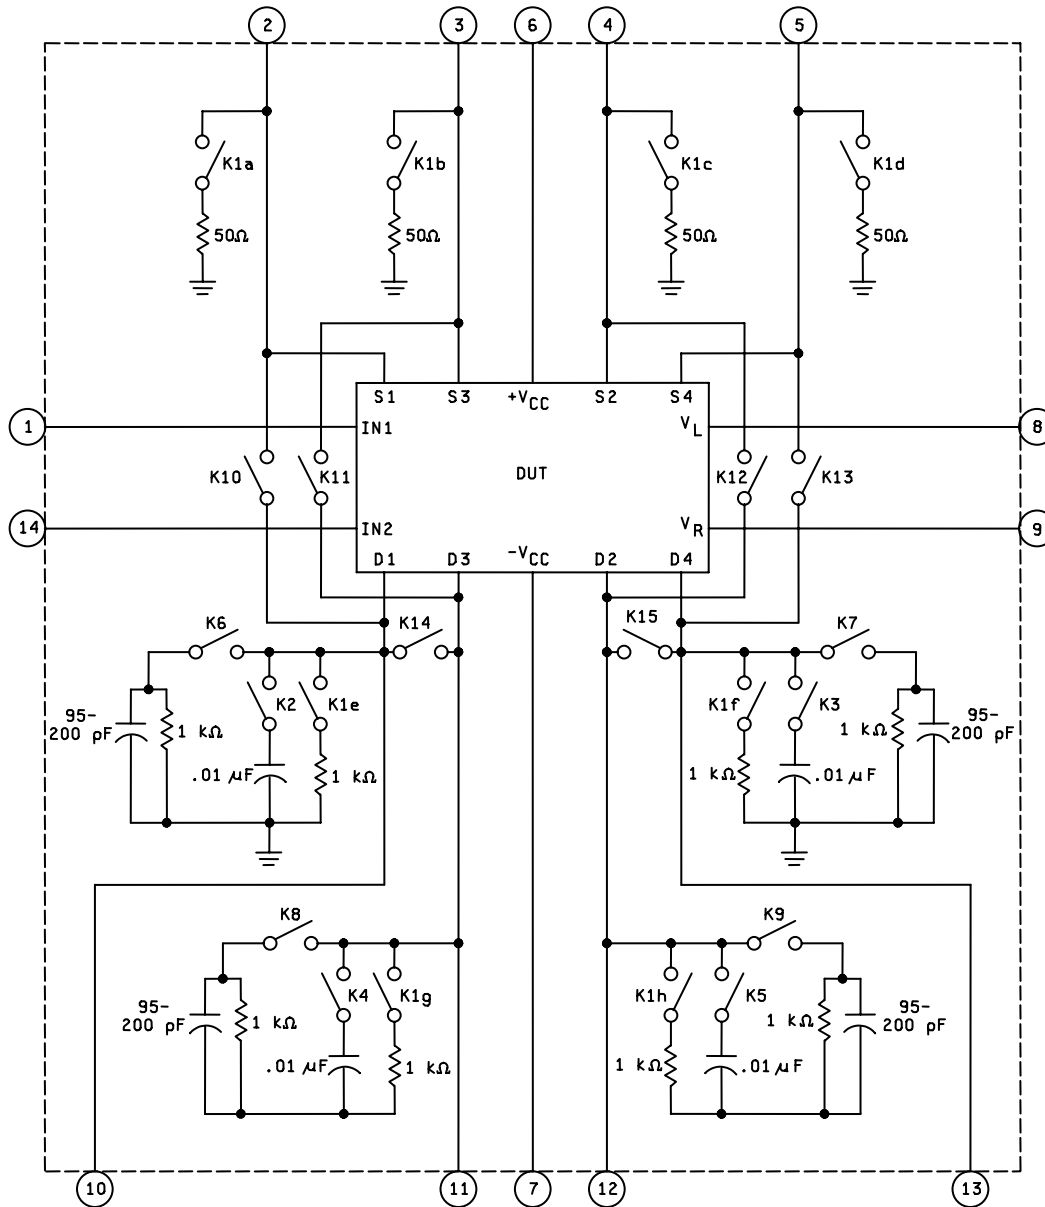 2 3 6 4 5
K1a K1b K1c K1d
50Ω 50Ω 50Ω 50Ω
S1 S3 +VCC S2 S4
1 IN1 VL 8
K10 K11 DUT K12 K13
14 IN2 VR 9
D1 D3 -VCC D2 D4
K6 K14 K15 K7
K2 K1e K1f K3
95-
200 pF
1 kΩ
.01 μF
1 kΩ
1 kΩ
.01 μF
1 kΩ
95-
200 pF
K8 K9
K4 K1g K1h K5
95-
200 pF
1 kΩ
.01 μF
1 kΩ
1 kΩ
.01 μF
1 kΩ
95-
200 pF
10 11 7 12 13